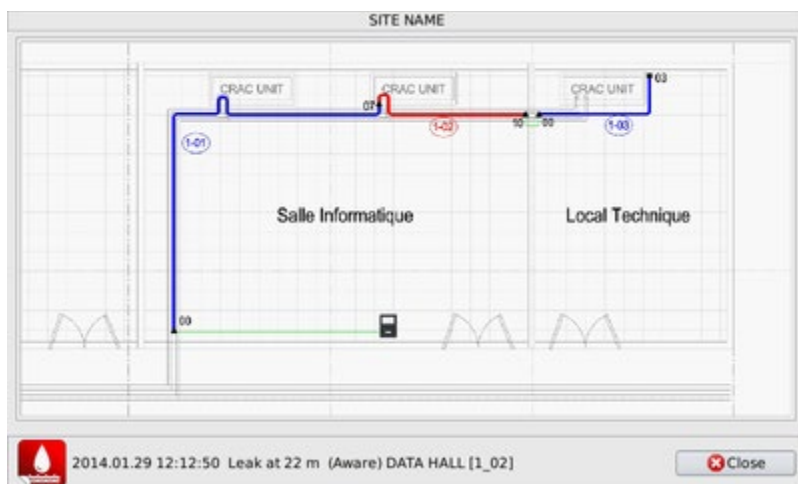 SITE NAME
CRAC UNIT
CRAC UNIT
CRAC UNIT
03
07
1-02
10
00
1-03
1-01
Salle Informatique
Local Technique
00
2014.01.29 12:12:50 Leak at 22 m (Aware) DATA HALL [1_02]
Close